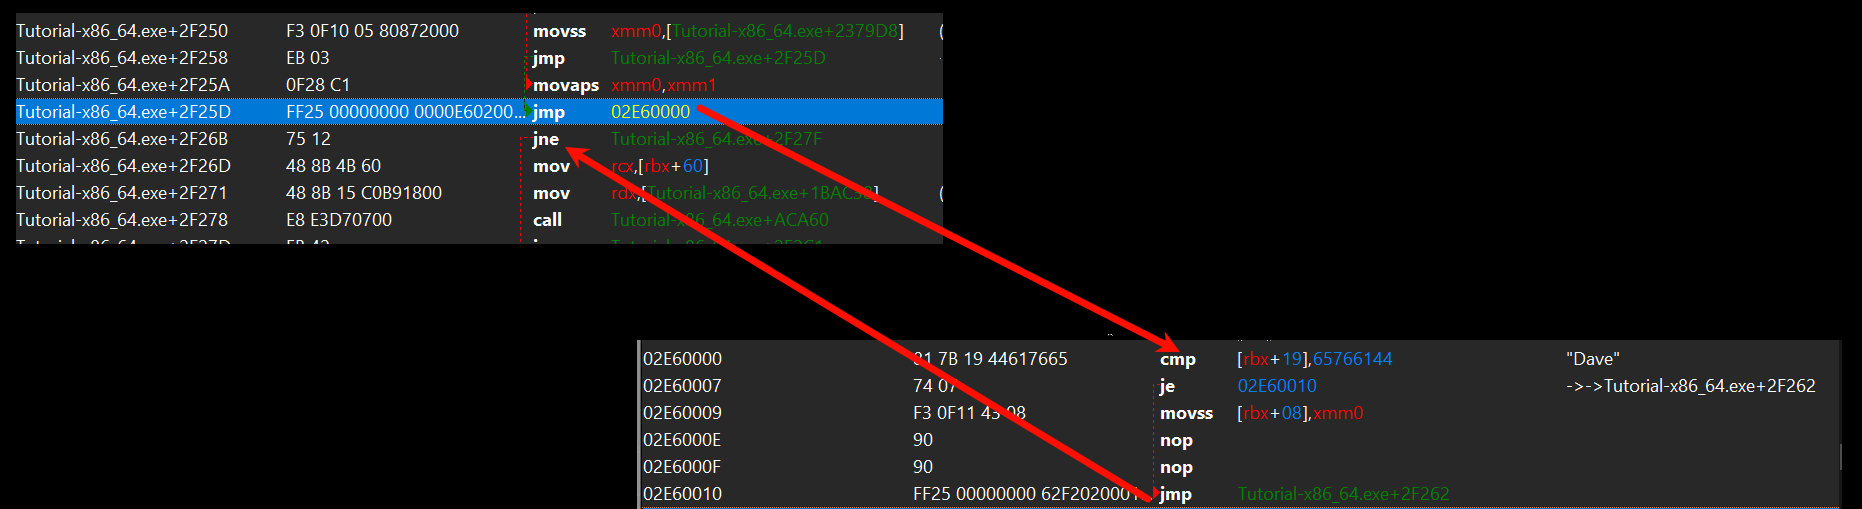 Tutorial-x86_64.exe+2F250 F3 0F10 05 80872000 movss xmm0,[Tutorial-x86_64.exe+2379D8] (
Tutorial-x86_64.exe+2F258 EB 03 jmp Tutorial-x86_64.exe+2F25D
Tutorial-x86_64.exe+2F25A 0F28 C1 movaps xmm0,xmm1
Tutorial-x86_64.exe+2F25D FF25 00000000 0000E60200... jmp 02E60000
Tutorial-x86_64.exe+2F26B 75 12 jne Tutorial-x86_64.exe+2F27F
Tutorial-x86_64.exe+2F26D 48 8B 4B 60 mov rcx,[rbx+60]
Tutorial-x86_64.exe+2F271 48 8B 15 C0B91800 mov rdx,[Tutorial-x86_64.exe+1BAC38] (
Tutorial-x86_64.exe+2F278 E8 E3D70700 call Tutorial-x86_64.exe+ACA60
02E60000 81 7B 19 44617665 cmp [rbx+19],65766144 "Dave"
02E60007 74 07 je 02E60010 ->->Tutorial-x86_64.exe+2F262
02E60009 F3 0F11 43 08 movss [rbx+08],xmm0
02E6000E 90 nop
02E6000F 90 nop
02E60010 FF25 00000000 62F2020001 jmp Tutorial-x86_64.exe+2F262